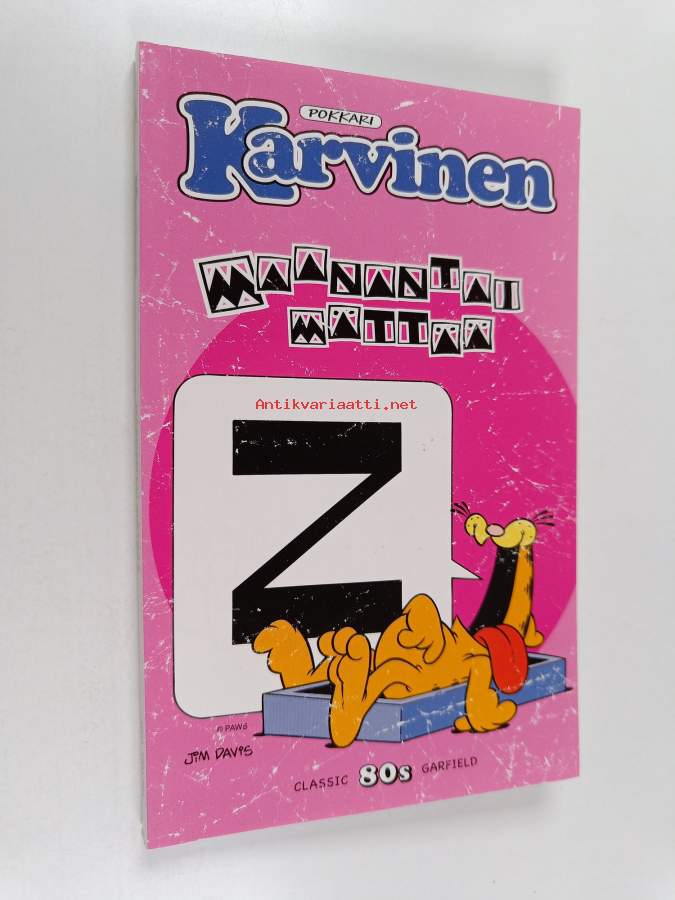 POKKARI
Karvinen
MAANANTAI
MÄTTÄÄ
Antikvariaatti.net
Z
© PAWS
JIM DAVIS
CLASSIC 80s GARFIELD